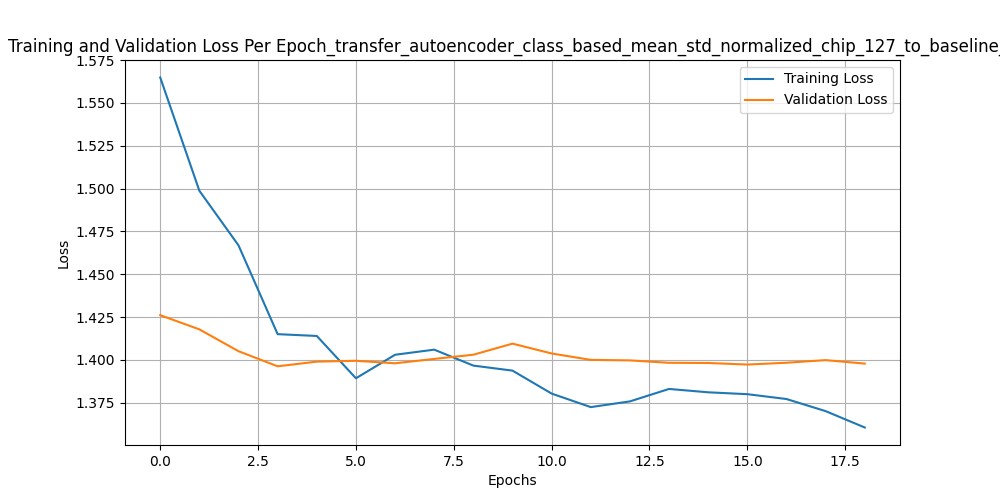 Training and Validation Loss Per Epoch_transfer_autoencoder_class_based_mean_std_normalized_chip_127_to_baseline_
Training Loss
Validation Loss
1.575
1.550
1.525
1.500
1.475
1.450
1.425
1.400
1.375
Loss
0.0 2.5 5.0 7.5 10.0 12.5 15.0 17.5
Epochs